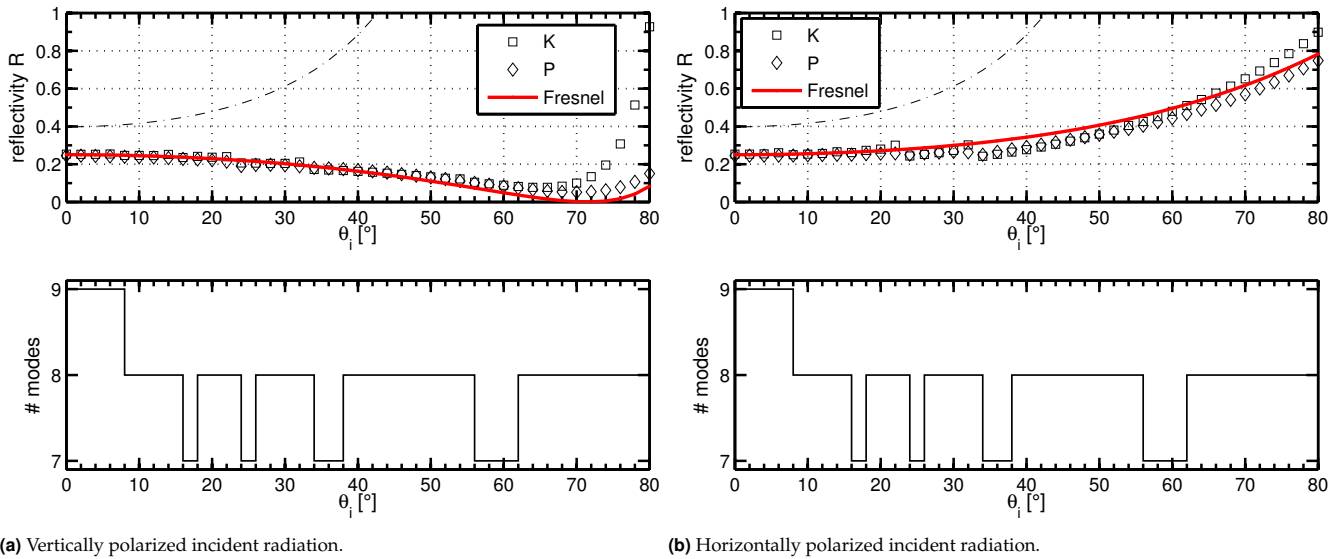 1
0.8
0.6
0.4
0.2
0
reflectivity R
K
P
Fresnel
0 10 20 30 40 50 60 70 80
θi [°]
9
8
7
# modes
0 10 20 30 40 50 60 70 80
θi [°]
(a) Vertically polarized incident radiation.
1
0.8
0.6
0.4
0.2
0
reflectivity R
K
P
Fresnel
0 10 20 30 40 50 60 70 80
θi [°]
9
8
7
# modes
0 10 20 30 40 50 60 70 80
θi [°]
(b) Horizontally polarized incident radiation.